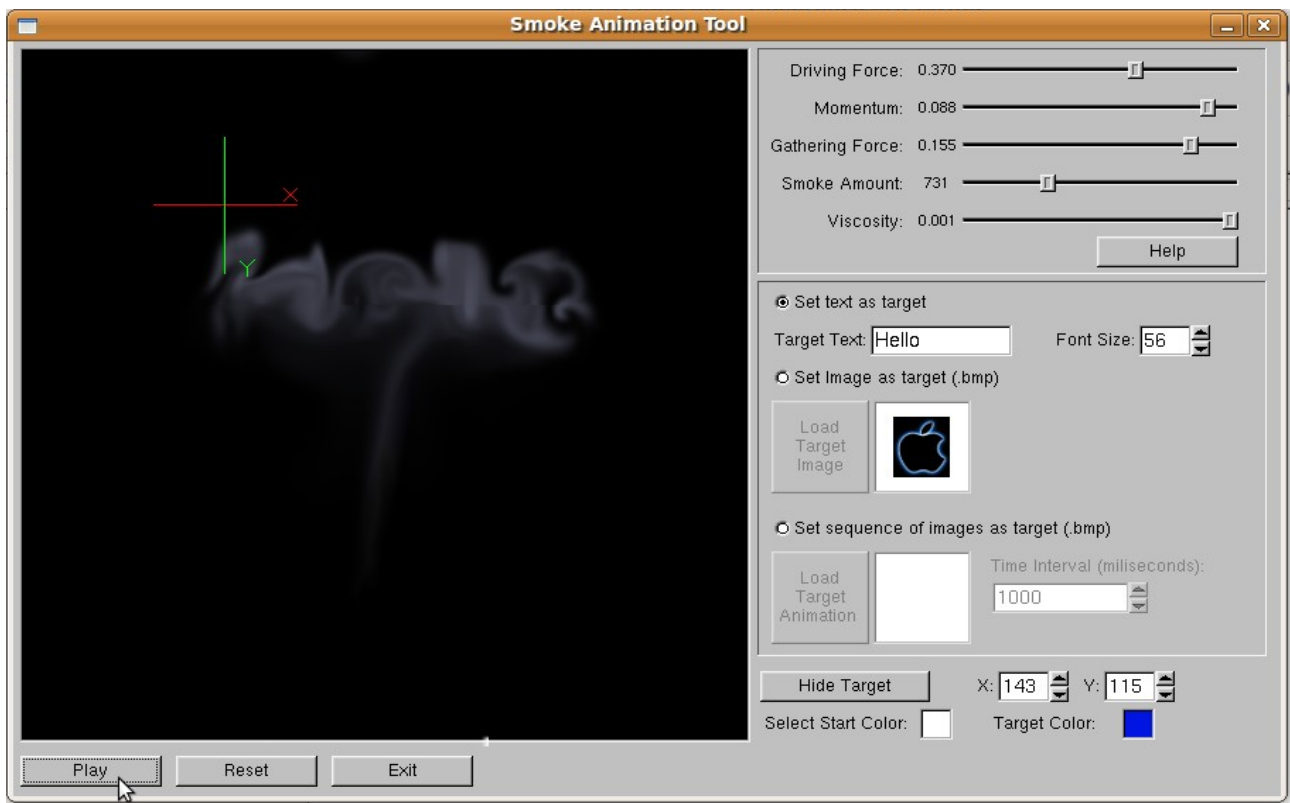 Smoke Animation Tool
Driving Force: 0.370
Momentum: 0.088
Gathering Force: 0.155
Smoke Amount: 731
Viscosity: 0.001
Help
X
Y
Set text as target
Target Text: Hello Font Size: 56
Set Image as target (.bmp)
Load
Target
Image
Set sequence of images as target (.bmp)
Load
Target
Animation
Time Interval (miliseconds):
1000
Hide Target X: 143 Y: 115
Select Start Color: Target Color:
Play Reset Exit